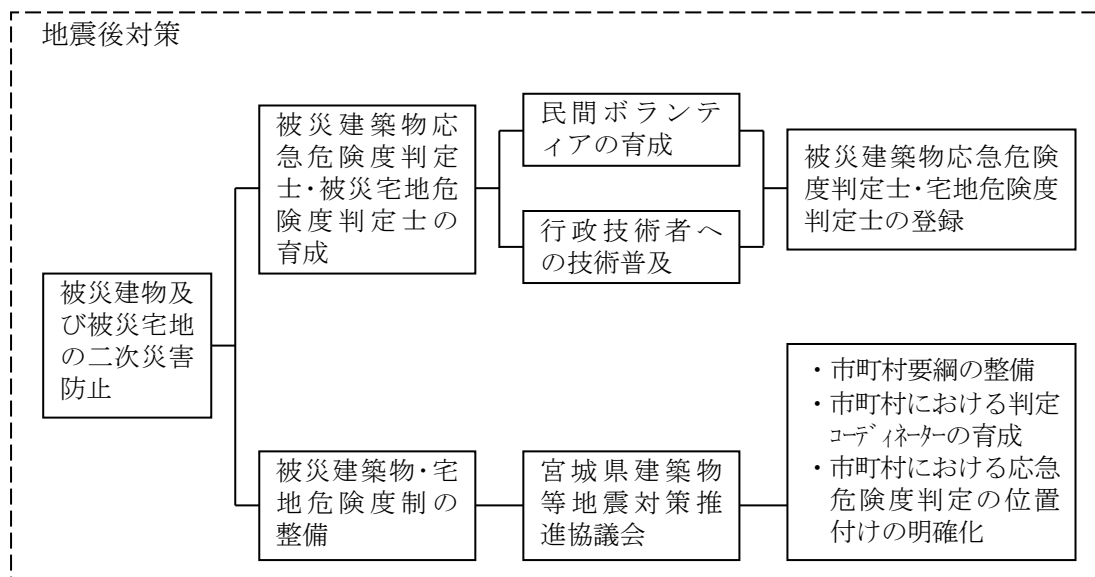 地震後対策
被災建築物応
急危険度判定
士・被災宅地危
険度判定士の
育成
民間ボランテ
ィアの育成
行政技術者へ
の技術普及
被災建築物応急危険
度判定士・宅地危険度
判定士の登録
被災建物及
び被災宅地
の二次災害
防止
被災建築物・宅
地危険度制の
整備
宮城県建築物
等地震対策推
進協議会
・市町村要綱の整備
・市町村における判定
コーディネーターの育成
・市町村における応急
危険度判定の位置
付けの明確化